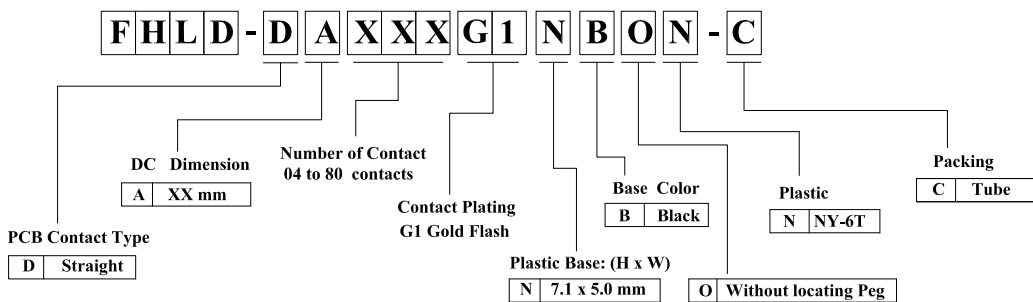 FHLD-DAXXXG1NBON-C
DC Dimension
A XX mm
Number of Contact
04 to 80 contacts
Contact Plating
G1 Gold Flash
Base Color
B Black
Plastic
N NY-6T
Packing
C Tube
PCB Contact Type
D Straight
Plastic Base: (H x W)
N 7.1 x 5.0 mm
O Without locating Peg